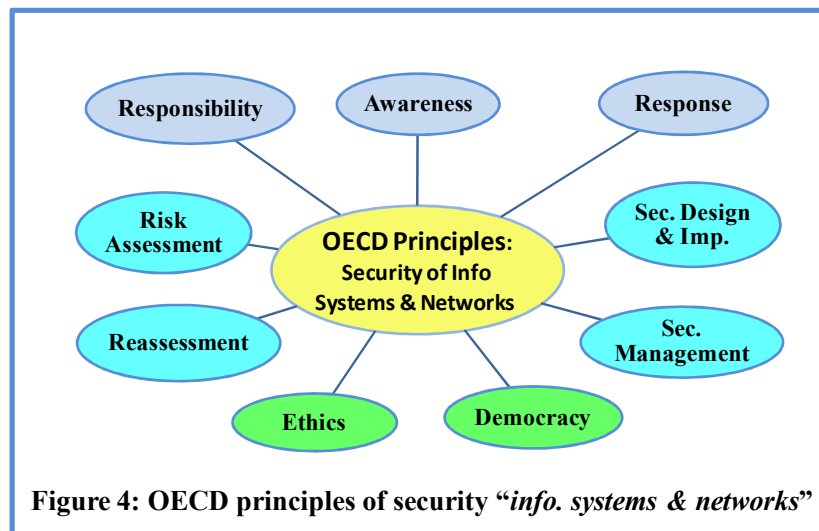 Responsibility
Awareness
Response
Risk
Assessment
OECD Principles:
Security of Info
Systems & Networks
Sec. Design
& Imp.
Reassessment
Sec.
Management
Ethics
Democracy
Figure 4: OECD principles of security “info. systems & networks”